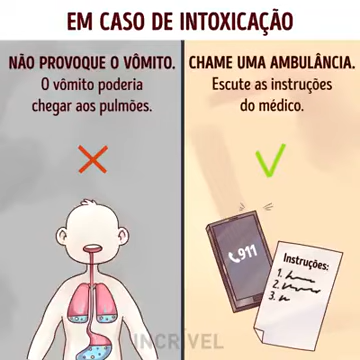 EM CASO DE INTOXICAÇÃO
NÃO PROVOQUE O VÔMITO.
O vômito poderia
chegar aos pulmões.
CHAME UMA AMBULÂNCIA.
Escute as instruções
do médico.
911
Instruções:
1.
2.
3.
INCRÍVEL